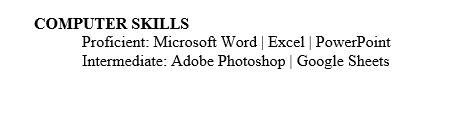 COMPUTER SKILLS
Proficient: Microsoft Word | Excel | PowerPoint
Intermediate: Adobe Photoshop | Google Sheets